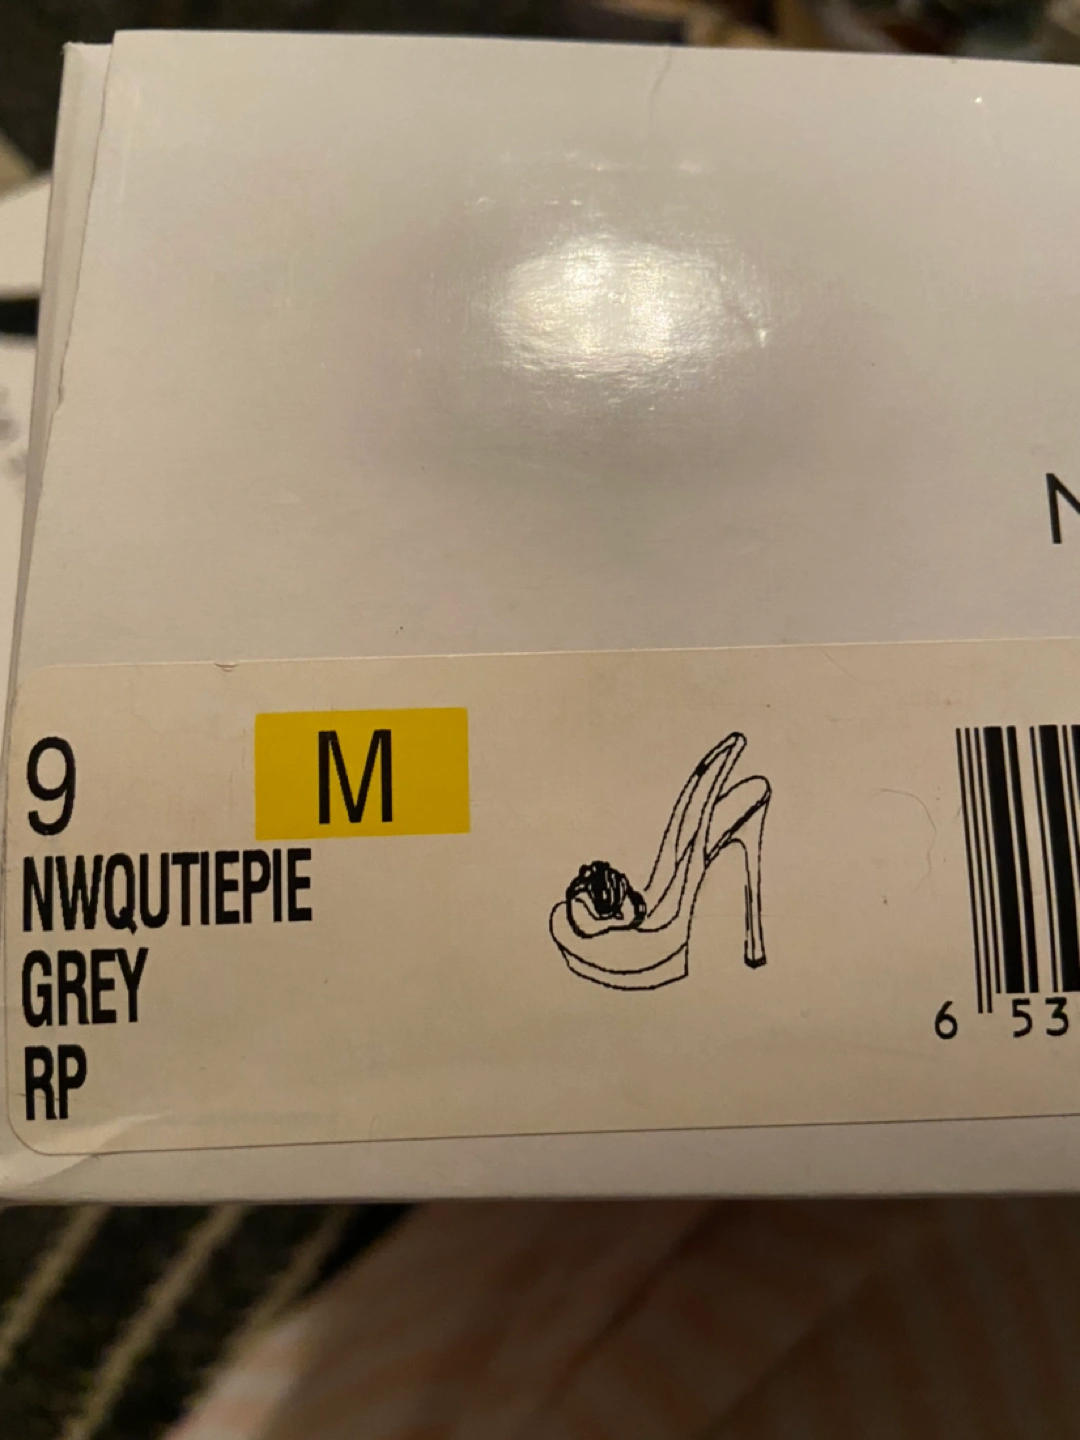 N
9 M
NWQUTIEPIE
GREY
RP
6 53